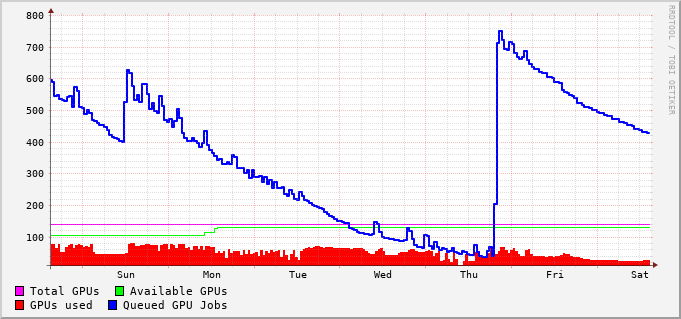 800
700
600
500
400
300
200
100
Sun Mon Tue Wed Thu Fri Sat
Total GPUs Available GPUs
GPUs used Queued GPU Jobs
RRDTOOL / TOBI OETIKER